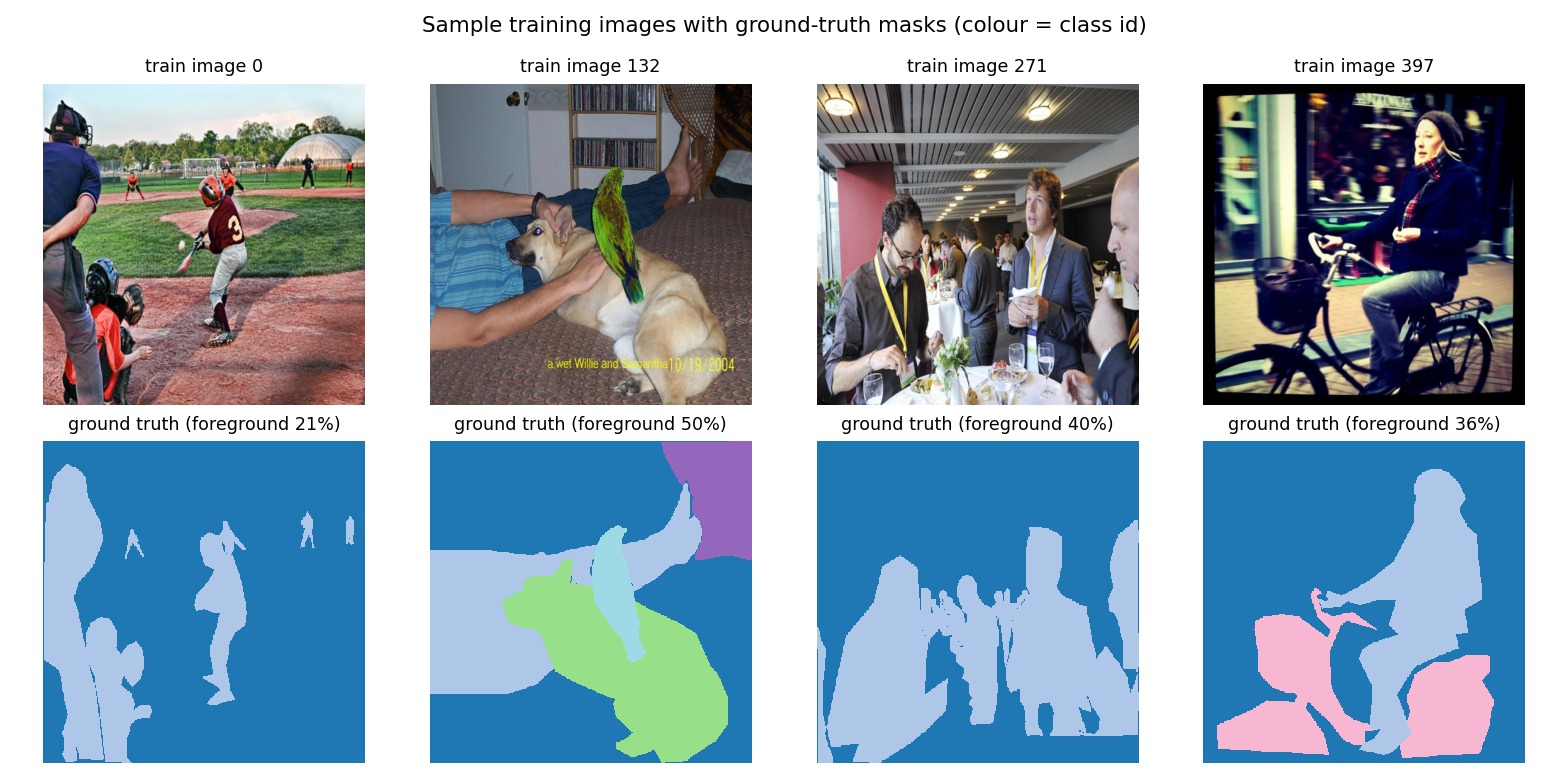 Sample training images with ground-truth masks (colour = class id)
train image 0
train image 132
train image 271
train image 397
3
a.wet Willie and Samantha10/19/2004
ground truth (foreground 21%)
ground truth (foreground 50%)
ground truth (foreground 40%)
ground truth (foreground 36%)